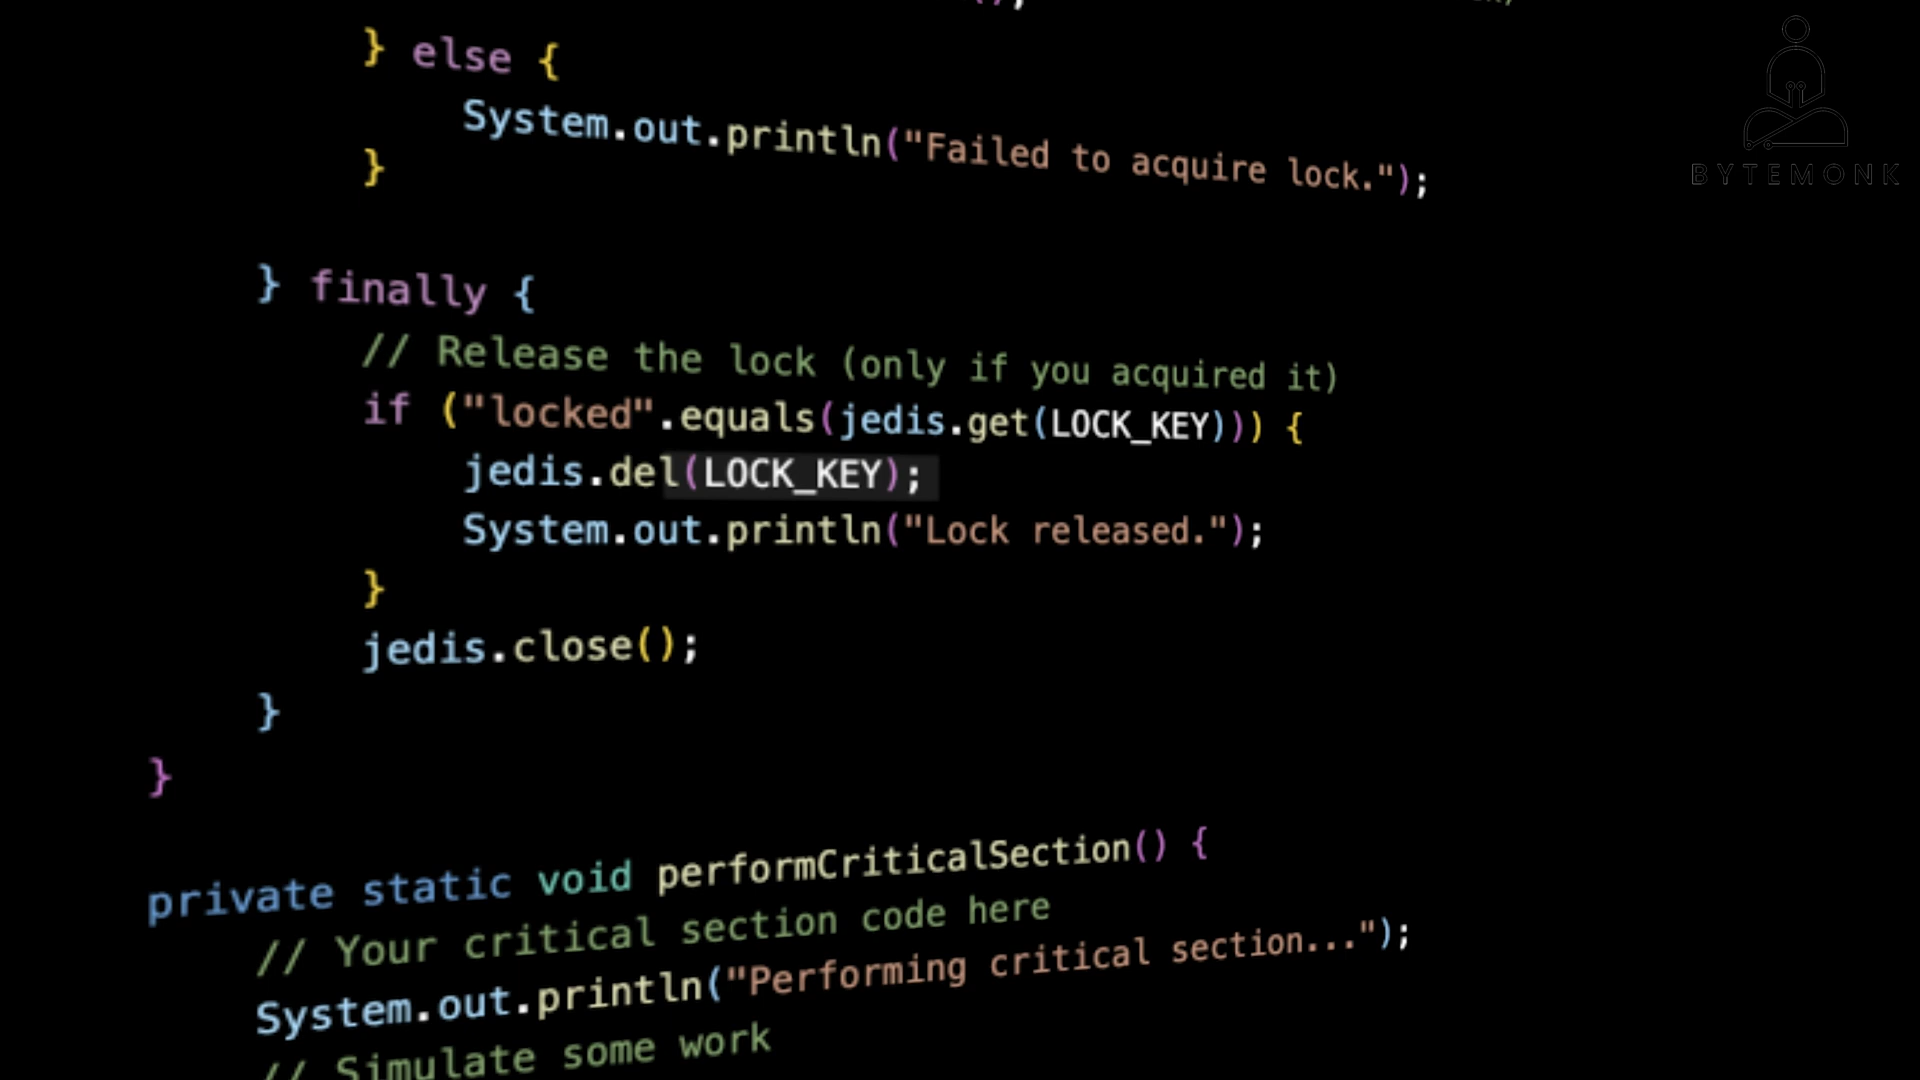 } else {
System.out.println("Failed to acquire lock.");
}
} finally {
// Release the lock (only if you acquired it)
if ("locked".equals(jedis.get(LOCK_KEY))) {
jedis.del(LOCK_KEY);
System.out.println("Lock released.");
}
jedis.close();
}
}
private static void performCriticalSection() {
// Your critical section code here
System.out.println("Performing critical section...");
// Simulate some work
BYTEMONK